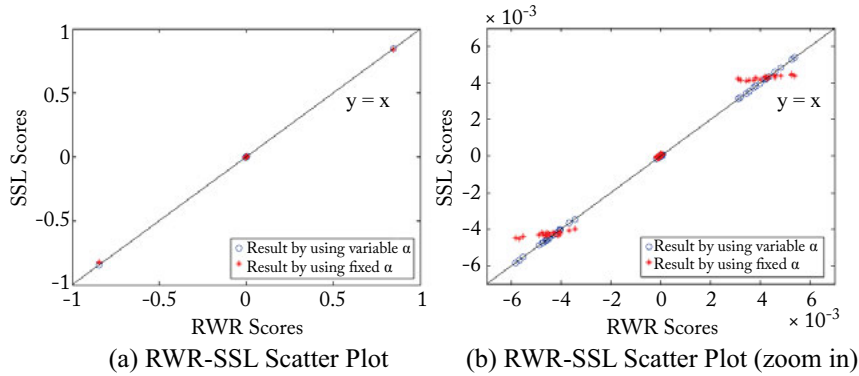 1
0.5
0
-0.5
-1
-1
-0.5
0
0.5
1
SSL Scores
RWR Scores
y = x
Result by using variable α
Result by using fixed α
(a) RWR-SSL Scatter Plot
× 10⁻³
6
4
2
0
-2
-4
-6
-6
-4
-2
0
2
4
6
× 10⁻³
SSL Scores
RWR Scores
y = x
Result by using variable α
Result by using fixed α
(b) RWR-SSL Scatter Plot (zoom in)